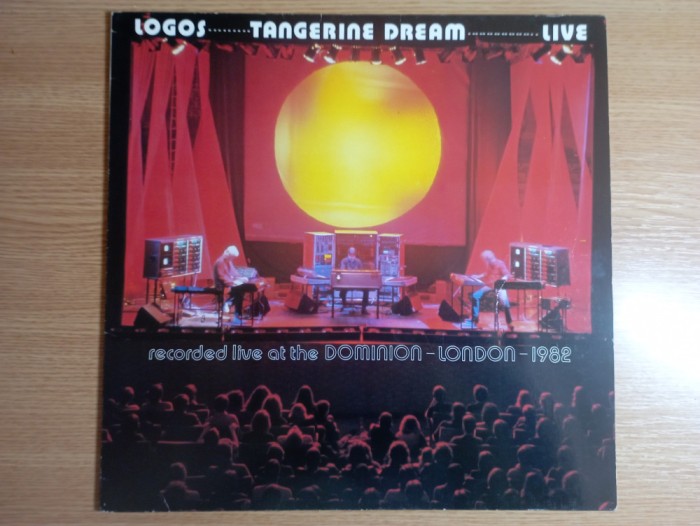 LOGOS.........TANGERINE DREAM............LIVE
recorded live at the DOMINION – LONDON – 1982